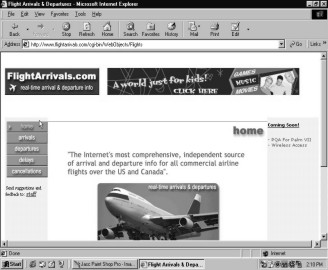 Flight Arrivals & Departures - Microsoft Internet Explorer
File Edit View Favorites Tools Help
Back Forward Stop Refresh Home Search Favorites History Mail Print Edit
Address http://www.flightarrivals.com/cgi-bin/WebObjects/Flights Go Links »
FlightArrivals.com
real-time arrival & departure info
A world just for kids!
CLICK HERE
GAMES
MUSIC
MOVIES
home
arrivals
departures
delays
cancellations
Send suggestions and
feedback to: staff
home
"The Internet's most comprehensive, independent source
of arrival and departure info for all commercial airline
flights over the US and Canada".
real-time arrivals & departures
Coming Soon!
PQA For Palm VII
Wireless Access
Done Internet
Start Jasc Paint Shop Pro - Ima... Flight Arrivals & Depa... 2:10 PM